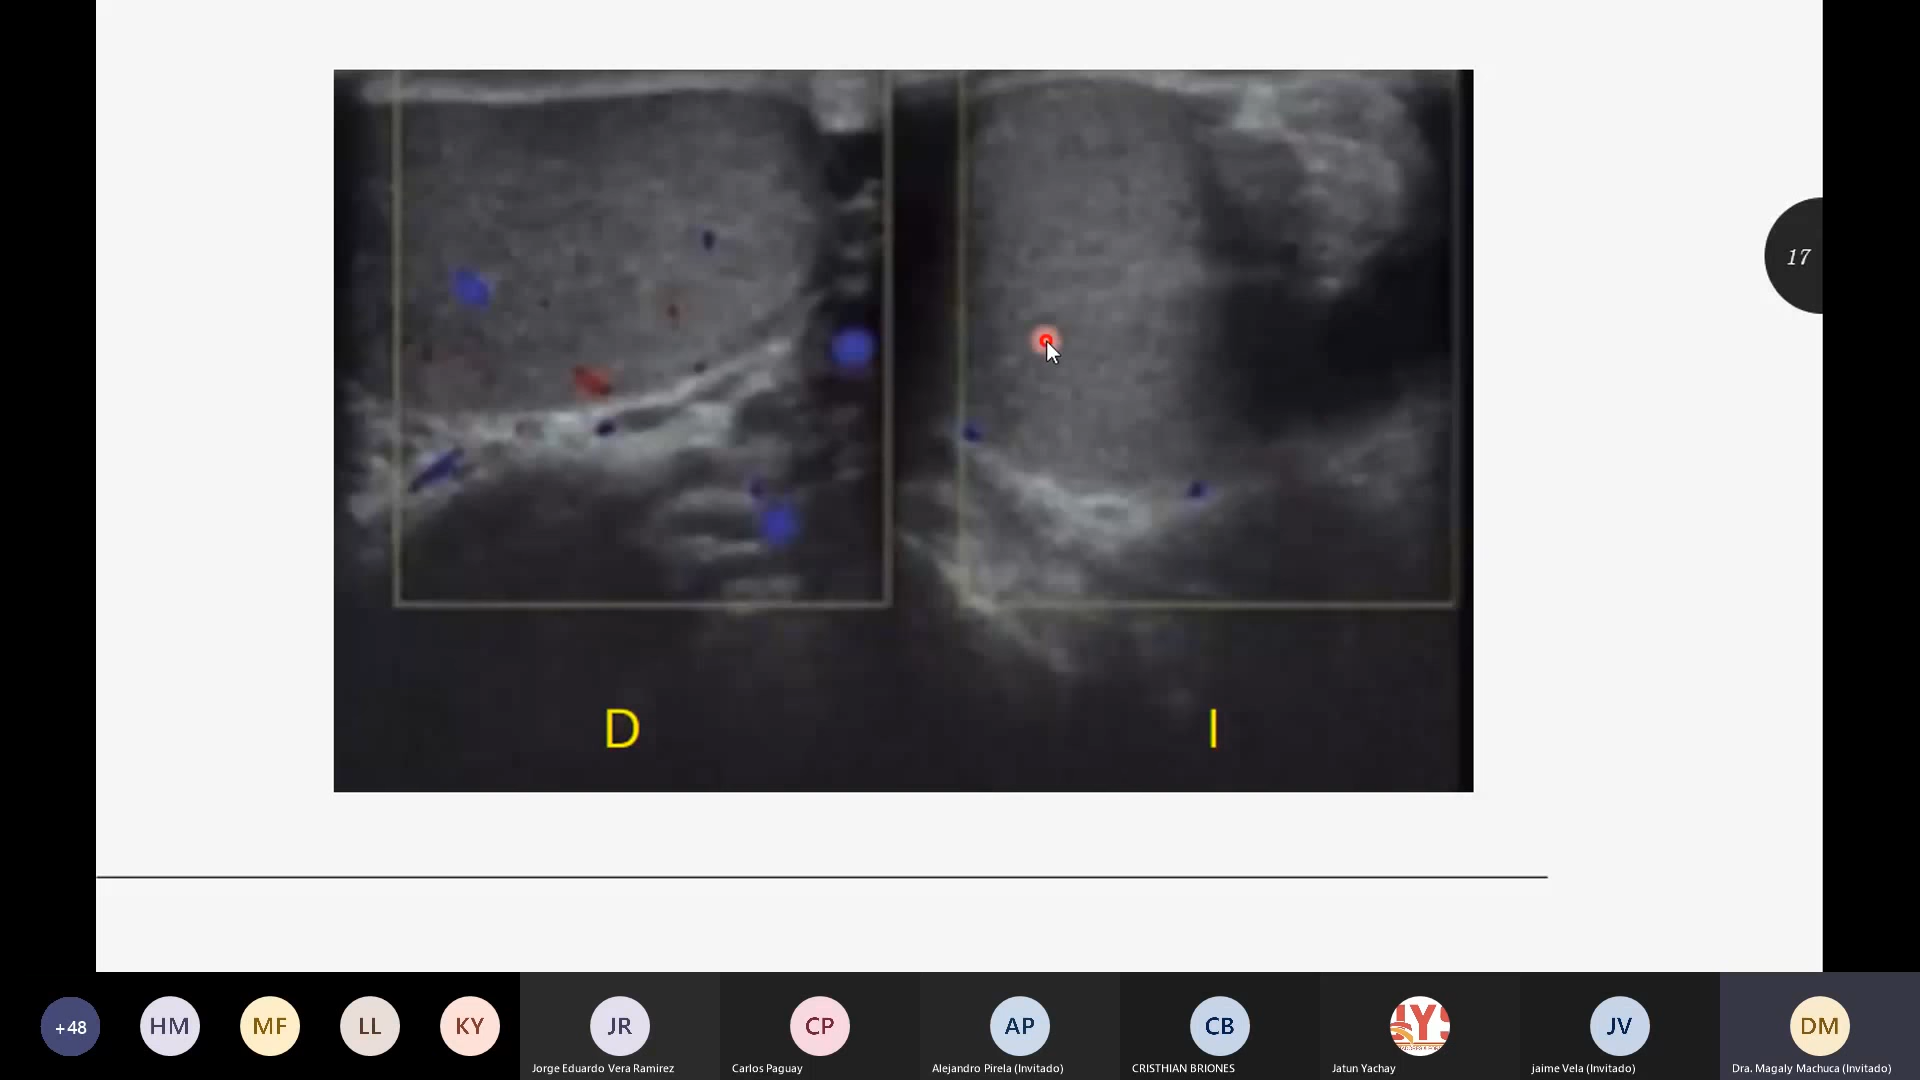 17
D
I
+48
HM
MF
LL
KY
JR
CP
AP
CB
JV
DM
Jorge Eduardo Vera Ramirez
Carlos Paguay
Alejandro Pirela (Invitado)
CRISTHIAN BRIONES
Jatun Yachay
jaime Vela (Invitado)
Dra. Magaly Machuca (Invitado)